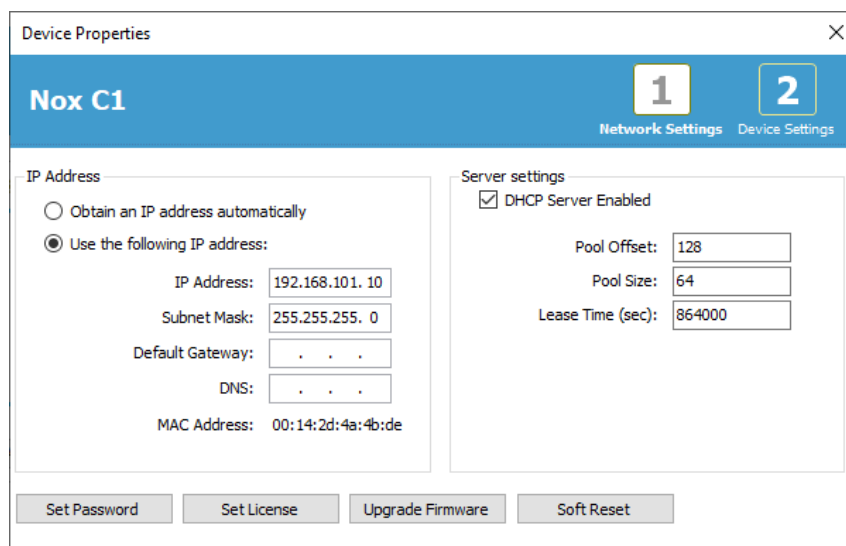 Device Properties
Nox C1
1
Network Settings
2
Device Settings
IP Address
Obtain an IP address automatically
Use the following IP address:
IP Address: 192.168.101. 10
Subnet Mask: 255.255.255. 0
Default Gateway: . . .
DNS: . . .
MAC Address: 00:14:2d:4a:4b:de
Server settings
DHCP Server Enabled
Pool Offset: 128
Pool Size: 64
Lease Time (sec): 864000
Set Password
Set License
Upgrade Firmware
Soft Reset